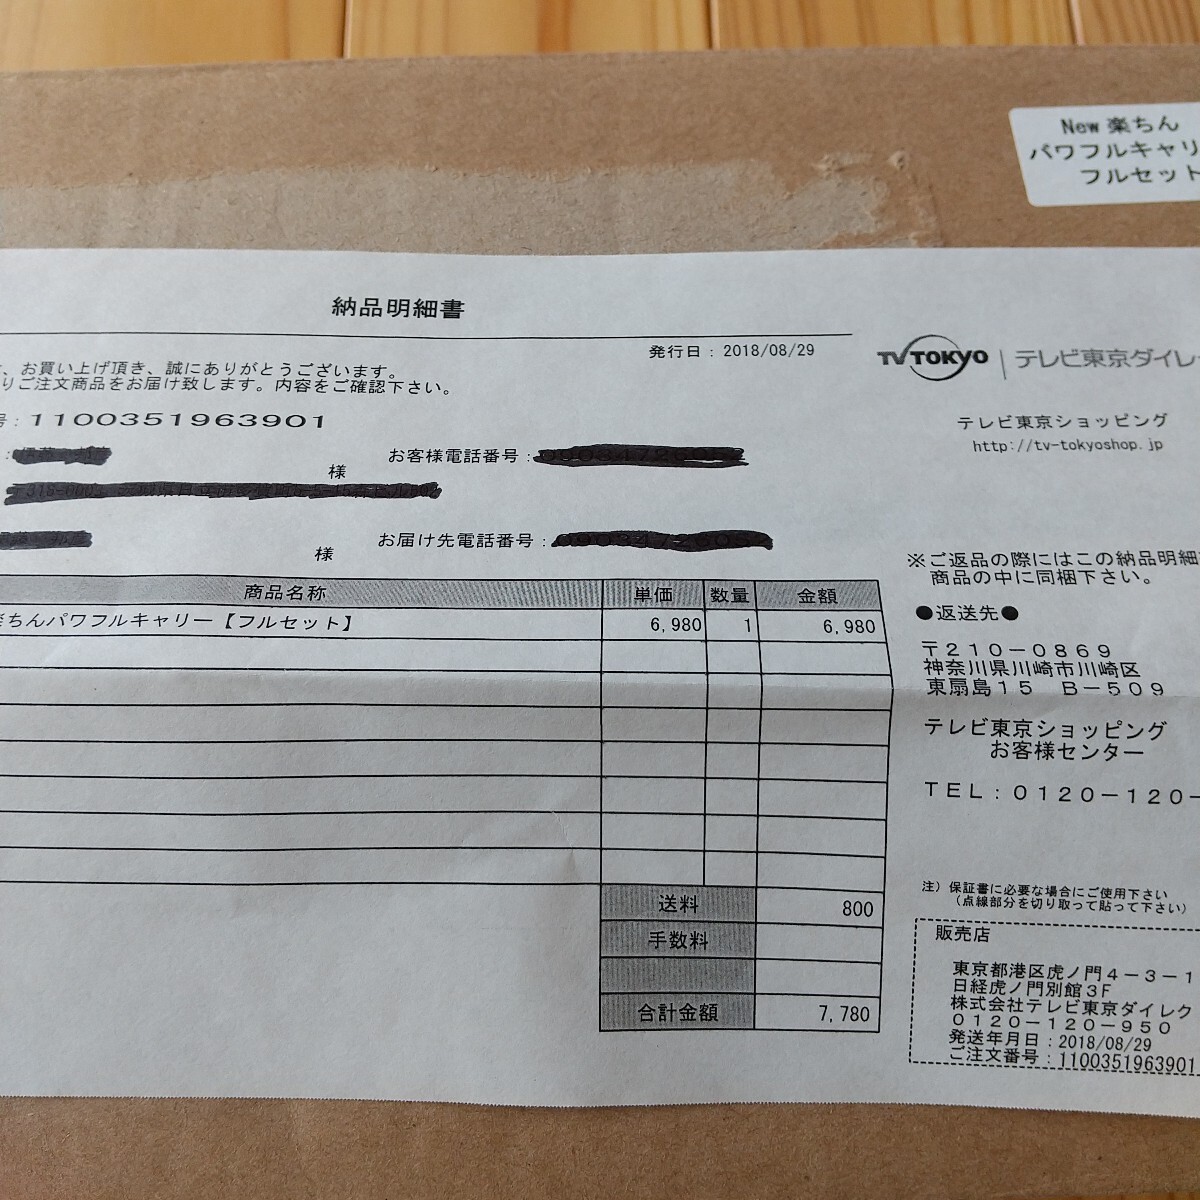 New 楽ちん
パワフルキャリ
フルセット
納品明細書
発行日：2018/08/29
TV TOKYO テレビ東京ダイレ
、お買い上げ頂き、誠にありがとうございます。
りご注文商品をお届け致します。内容をご確認下さい。
号：1100351963901
テレビ東京ショッピング
http://tv-tokyoshop.jp
お客様電話番号：
様
お届け先電話番号：
様
※ご返品の際にはこの納品明細
商品の中に同梱下さい。
●返送先●
〒２１０－０８６９
神奈川県川崎市川崎区
東扇島１５　Ｂ－５０９
テレビ東京ショッピング
お客様センター
ＴＥＬ：０１２０－１２０－
商品名称 単価 数量 金額
楽ちんパワフルキャリー【フルセット】 6,980 1 6,980
送料 800
手数料
合計金額 7,780
注）保証書に必要な場合にご使用下さい
（点線部分を切り取って貼って下さい）
販売店
東京都港区虎ノ門４－３－１
日経虎ノ門別館３Ｆ
株式会社テレビ東京ダイレク
０１２０－１２０－９５０
発送年月日：2018/08/29
ご注文番号：1100351963901